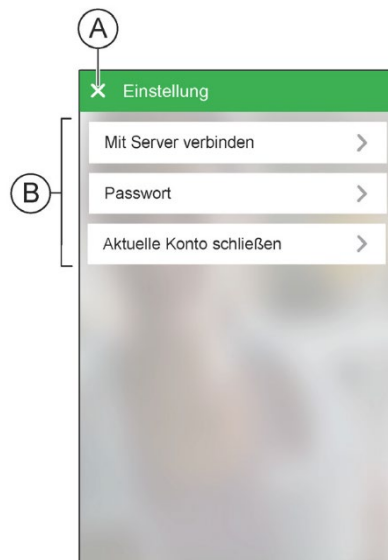 A
Einstellung
Mit Server verbinden
B
Passwort
Aktuelle Konto schließen